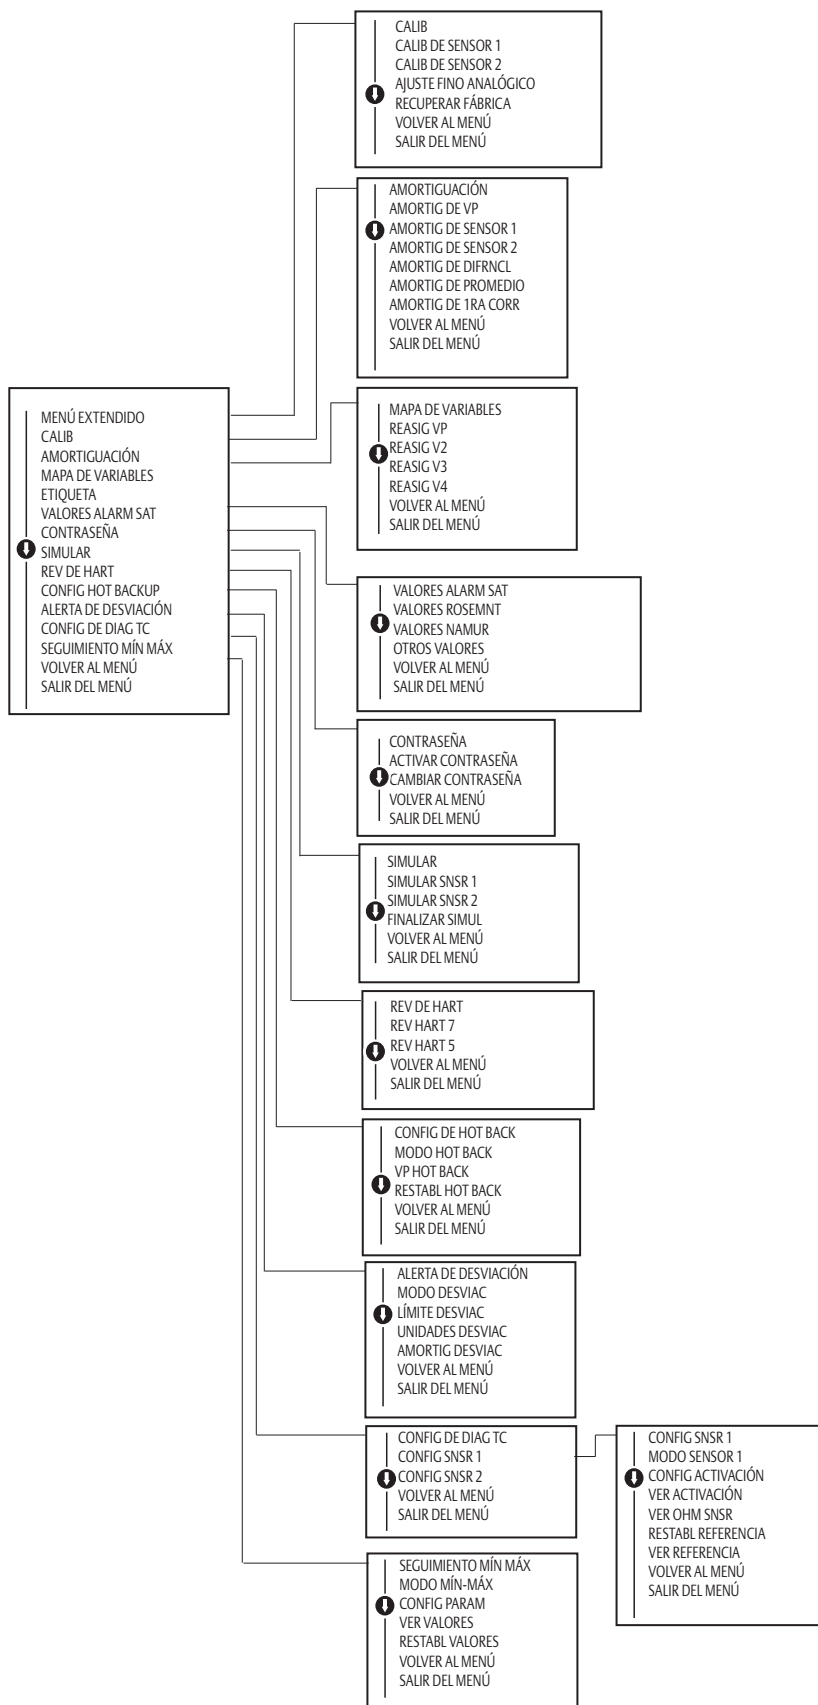 CALIB
CALIB DE SENSOR 1
CALIB DE SENSOR 2
AJUSTE FINO ANALÓGICO
RECUPERAR FÁBRICA
VOLVER AL MENÚ
SALIR DEL MENÚ
AMORTIGUACIÓN
AMORTIG DE VP
AMORTIG DE SENSOR 1
AMORTIG DE SENSOR 2
AMORTIG DE DIFRNCL
AMORTIG DE PROMEDIO
AMORTIG DE 1RA CORR
VOLVER AL MENÚ
SALIR DEL MENÚ
MENÚ EXTENDIDO
CALIB
AMORTIGUACIÓN
MAPA DE VARIABLES
ETIQUETA
VALORES ALARM SAT
CONTRASEÑA
SIMULAR
REV DE HART
CONFIG HOT BACKUP
ALERTA DE DESVIACIÓN
CONFIG DE DIAG TC
SEGUIMIENTO MÍN MÁX
VOLVER AL MENÚ
SALIR DEL MENÚ
MAPA DE VARIABLES
REASIG VP
REASIG V2
REASIG V3
REASIG V4
VOLVER AL MENÚ
SALIR DEL MENÚ
VALORES ALARM SAT
VALORES ROSEMNT
VALORES NAMUR
OTROS VALORES
VOLVER AL MENÚ
SALIR DEL MENÚ
CONTRASEÑA
ACTIVAR CONTRASEÑA
CAMBIAR CONTRASEÑA
VOLVER AL MENÚ
SALIR DEL MENÚ
SIMULAR
SIMULAR SNSR 1
SIMULAR SNSR 2
FINALIZAR SIMUL
VOLVER AL MENÚ
SALIR DEL MENÚ
REV DE HART
REV HART 7
REV HART 5
VOLVER AL MENÚ
SALIR DEL MENÚ
CONFIG DE HOT BACK
MODO HOT BACK
VP HOT BACK
RESTABL HOT BACK
VOLVER AL MENÚ
SALIR DEL MENÚ
ALERTA DE DESVIACIÓN
MODO DESVIAC
LÍMITE DESVIAC
UNIDADES DESVIAC
AMORTIG DESVIAC
VOLVER AL MENÚ
SALIR DEL MENÚ
CONFIG DE DIAG TC
CONFIG SNSR 1
CONFIG SNSR 2
VOLVER AL MENÚ
SALIR DEL MENÚ
CONFIG SNSR 1
MODO SENSOR 1
CONFIG ACTIVACIÓN
VER ACTIVACIÓN
VER OHM SNSR
RESTABL REFERENCIA
VER REFERENCIA
VOLVER AL MENÚ
SALIR DEL MENÚ
SEGUIMIENTO MÍN MÁX
MODO MÍN-MÁX
CONFIG PARAM
VER VALORES
RESTABL VALORES
VOLVER AL MENÚ
SALIR DEL MENÚ